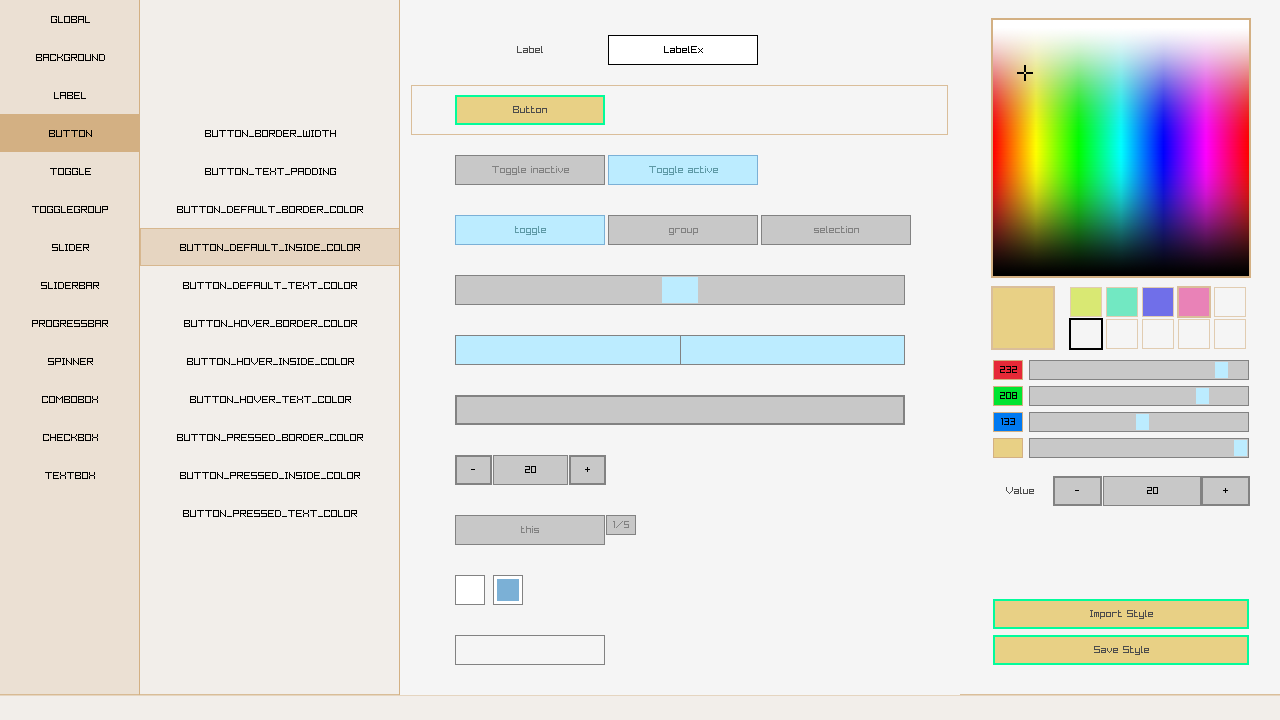 GLOBAL
BACKGROUND
LABEL
BUTTON
TOGGLE
TOGGLEGROUP
SLIDER
SLIDERBAR
PROGRESSBAR
SPINNER
COMBOBOX
CHECKBOX
TEXTBOX
BUTTON_BORDER_WIDTH
BUTTON_TEXT_PADDING
BUTTON_DEFAULT_BORDER_COLOR
BUTTON_DEFAULT_INSIDE_COLOR
BUTTON_DEFAULT_TEXT_COLOR
BUTTON_HOVER_BORDER_COLOR
BUTTON_HOVER_INSIDE_COLOR
BUTTON_HOVER_TEXT_COLOR
BUTTON_PRESSED_BORDER_COLOR
BUTTON_PRESSED_INSIDE_COLOR
BUTTON_PRESSED_TEXT_COLOR
Label LabelEx
Button
Toggle inactive Toggle active
toggle group selection
- 20 +
this 1/5
232
208
133
Value - 20 +
Import Style
Save Style